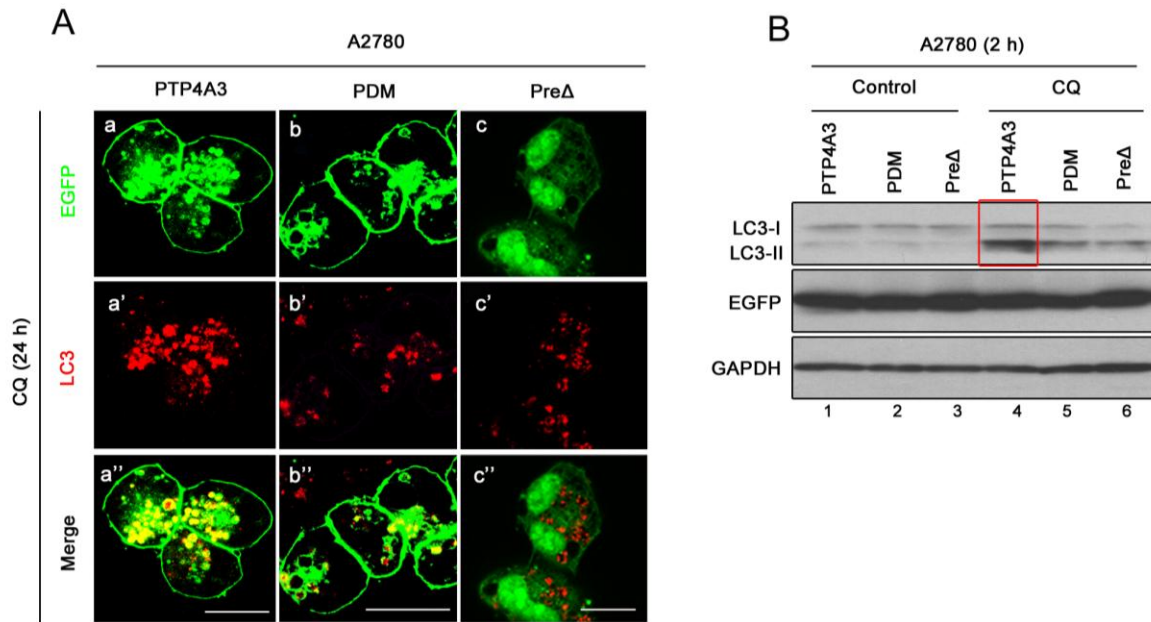 A
A2780
PTP4A3 PDM PreΔ
CQ (24 h)
EGFP
a b c
LC3
a’ b’ c’
Merge
a’’ b’’ c’’
B
A2780 (2 h)
Control CQ
PTP4A3 PDM PreΔ PTP4A3 PDM PreΔ
LC3-I
LC3-II
EGFP
GAPDH
1 2 3 4 5 6